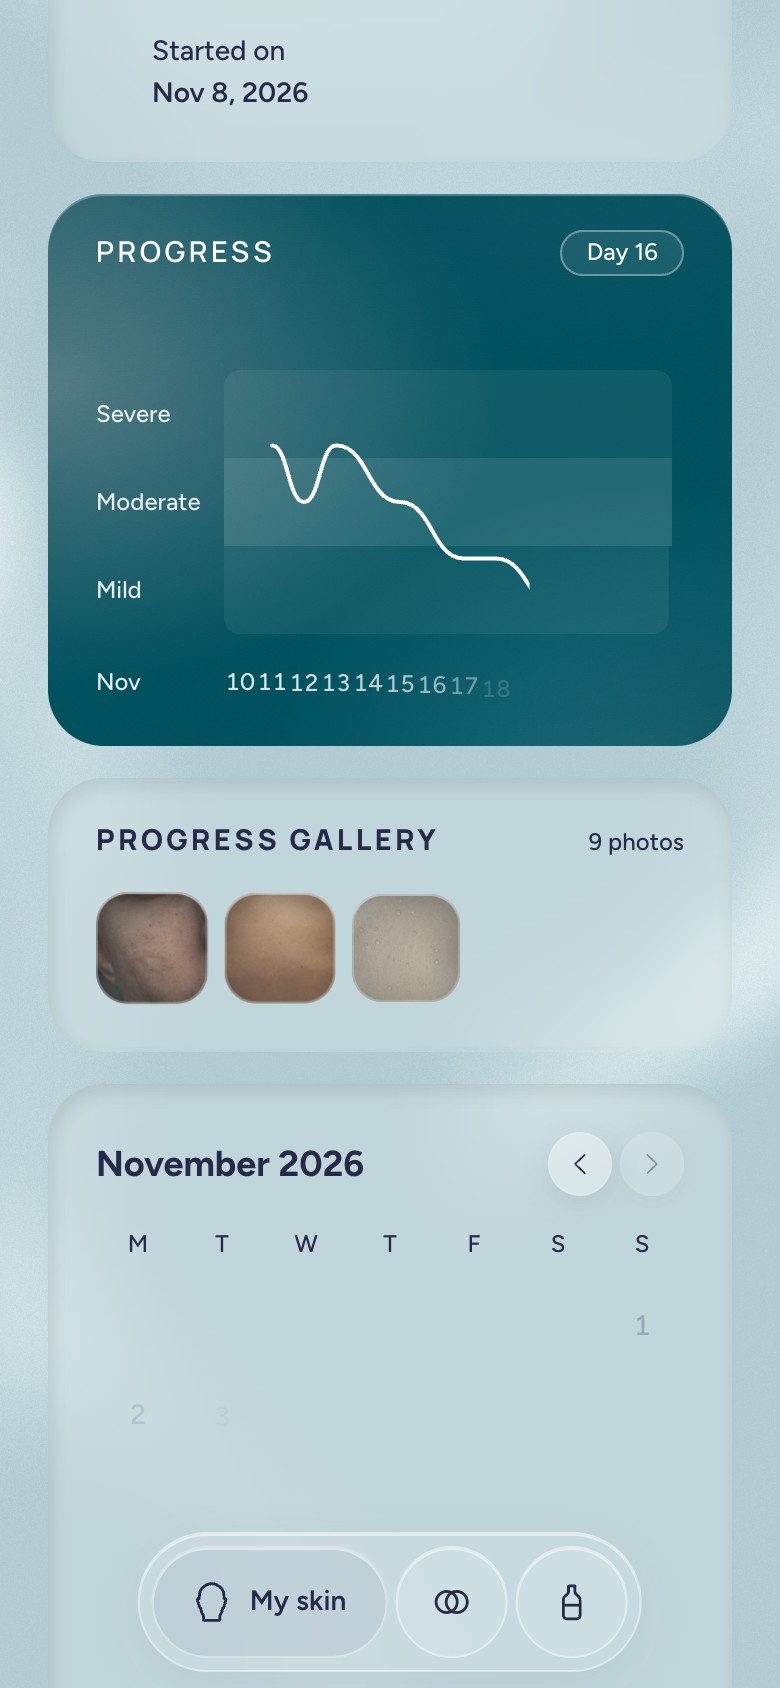 Started on
Nov 8, 2026
PROGRESS
Day 16
Severe
Moderate
Mild
Nov 10 11 12 13 14 15 16 17 18
PROGRESS GALLERY
9 photos
November 2026
M T W T F S S
1
2 3
My skin